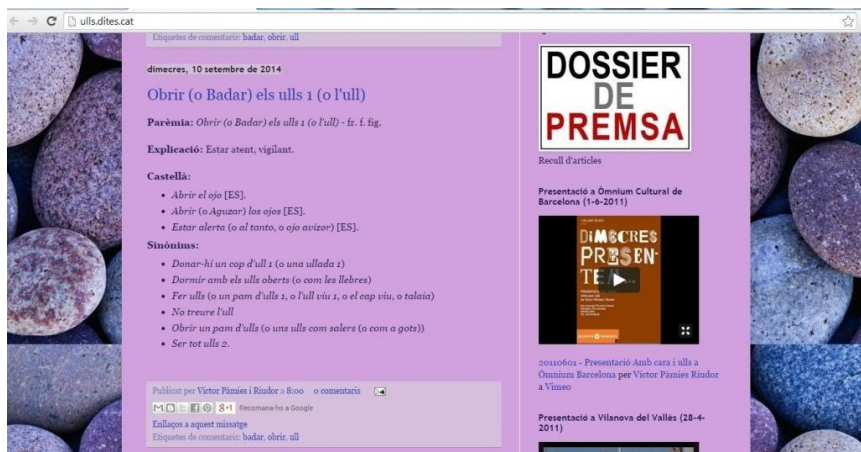 ulls.dites.cat
Etiquetes de comentaris: badar, obrir, ull
dimecres, 10 setembre de 2014
Obrir (o Badar) els ulls 1 (o l'ull)
Parèmia: Obrir (o Badar) els ulls 1 (o l'ull) - fr. f. fig.
Explicació: Estar atent, vigilant.
Castellà:
Abrir el ojo [ES].
Abrir (o Aguzar) los ojos [ES].
Estar alerta (o al tanto, o ojo avizor) [ES].
Sinònims:
Donar-hi un cop d'ull 1 (o una ullada 1)
Dormir amb els ulls oberts (o com les llebres)
Fer ulls (o un pam d'ulls 1, o l'ull viu 1, o el cap viu, o talaia)
No treure l'ull
Obrir un pam d'ulls (o uns ulls com salers (o com a gots))
Ser tot ulls 2.
Publicat per Víctor Pàmies i Riudor a 8:00 0 comentaris
g+1 Recomana-ho a Google
Enllaços a aquest missatge
Etiquetes de comentaris: badar, obrir, ull
DOSSIER
DE
PREMSA
Recull d'articles
Presentació a Òmnium Cultural de
Barcelona (1-6-2011)
DiMECRES
PRESEN-
TE
20110601 - Presentació Amb cara i ulls a
Òmnium Barcelona per Víctor Pàmies Riudor
a Vimeo
Presentació a Vilanova del Vallès (28-4-
2011)